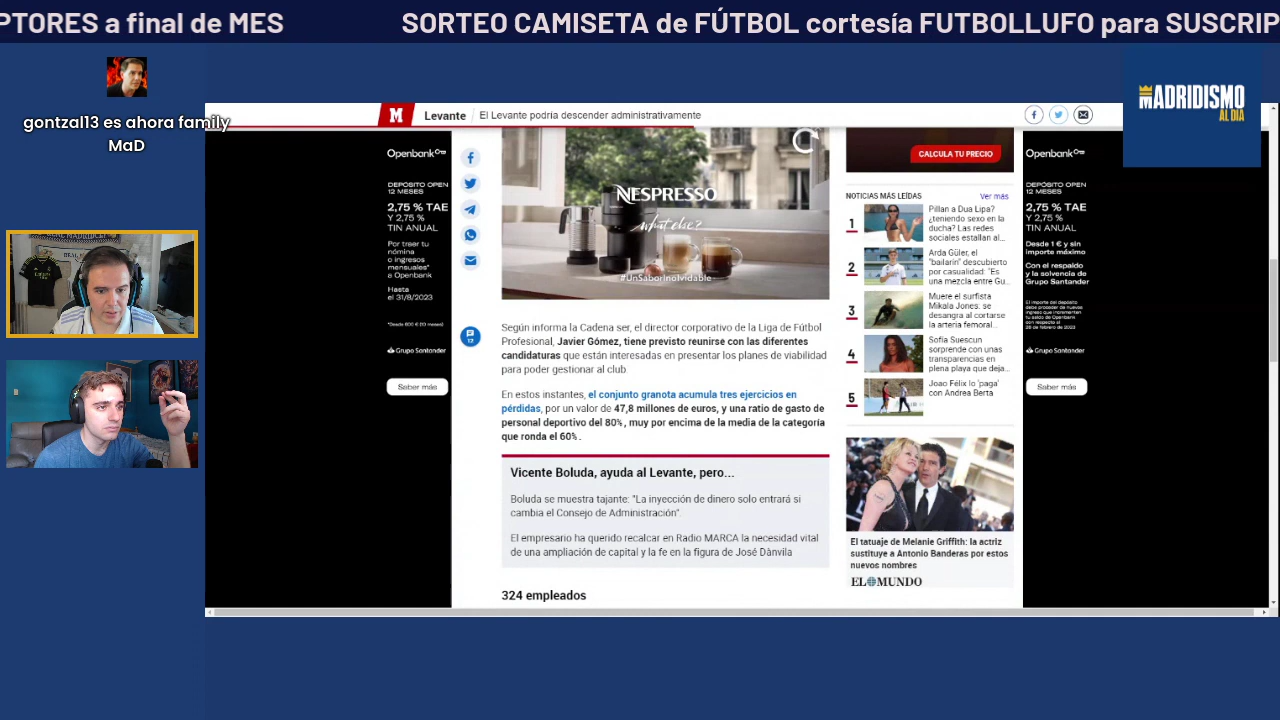 PTORES a final de MES
SORTEO CAMISETA de FÚTBOL cortesía FUTBOLLUFO para SUSCRIP
gontzal13 es ahora family
MaD
MADRIDISMO
AL DÍA
M
Levante
El Levante podría descender administrativamente
Openbank
DEPÓSITO OPEN
12 MESES
2,75 % TAE
Y 2,75 %
TIN ANUAL
Por traer tu
nómina
o ingresos
mensuales*
a Openbank
Hasta
el 31/8/2023
Grupo Santander
Saber más
12
NESPRESSO
What else?
#UnSaborInolvidable
Según informa la Cadena ser, el director corporativo de la Liga de Fútbol
Profesional, Javier Gómez, tiene previsto reunirse con las diferentes
candidaturas que están interesadas en presentar los planes de viabilidad
para poder gestionar al club.
En estos instantes, el conjunto granota acumula tres ejercicios en
pérdidas, por un valor de 47,8 millones de euros, y una ratio de gasto de
personal deportivo del 80%, muy por encima de la media de la categoría
que ronda el 60%.
Vicente Boluda, ayuda al Levante, pero...
Boluda se muestra tajante: "La inyección de dinero solo entrará si
cambia el Consejo de Administración".
El empresario ha querido recalcar en Radio MARCA la necesidad vital
de una ampliación de capital y la fe en la figura de José Dànvila
324 empleados
CALCULA TU PRECIO
NOTICIAS MÁS LEÍDAS
Ver más
1
Pillan a Dua Lipa?
¿teniendo sexo en la
ducha? Las redes
sociales estallan al...
2
Arda Güler, el
"bailarín" descubierto
por casualidad: "Es
una mezcla entre Gu...
3
Muere el surfista
Mikala Jones: se
desangra al cortarse
la arteria femoral...
4
Sofía Suescun
sorprende con unas
transparencias en
plena playa que deja...
5
Joao Félix lo 'paga'
con Andrea Berta
El tatuaje de Melanie Griffith: la actriz
sustituye a Antonio Banderas por estos
nuevos nombres
EL MUNDO
Openbank
DEPÓSITO OPEN
12 MESES
2,75 % TAE
Y 2,75 %
TIN ANUAL
Desde 1 € y sin
importe máximo
Con el respaldo
y la solvencia de
Grupo Santander
Grupo Santander
Saber más